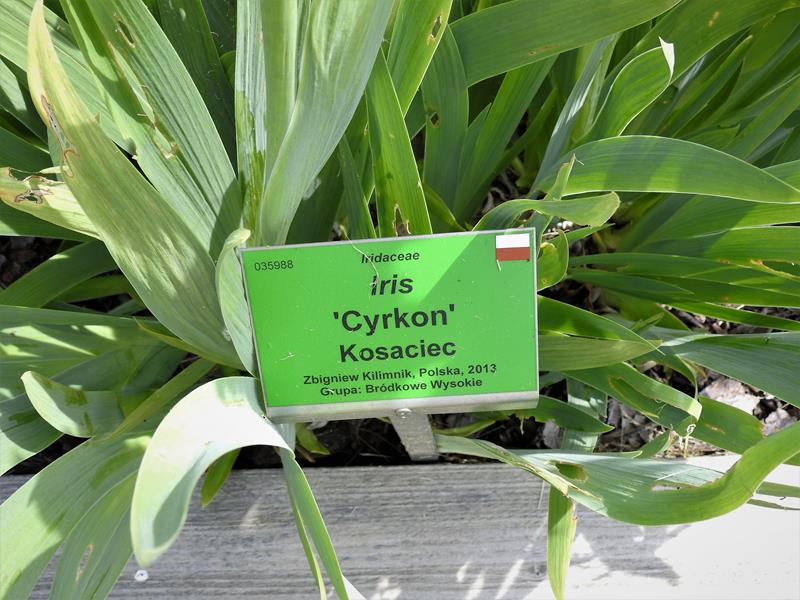 035988
Iridaceae
Iris
'Cyrkon'
Kosaciec
Zbigniew Kilimnik, Polska, 2013
Grupa: Bródkowe Wysokie